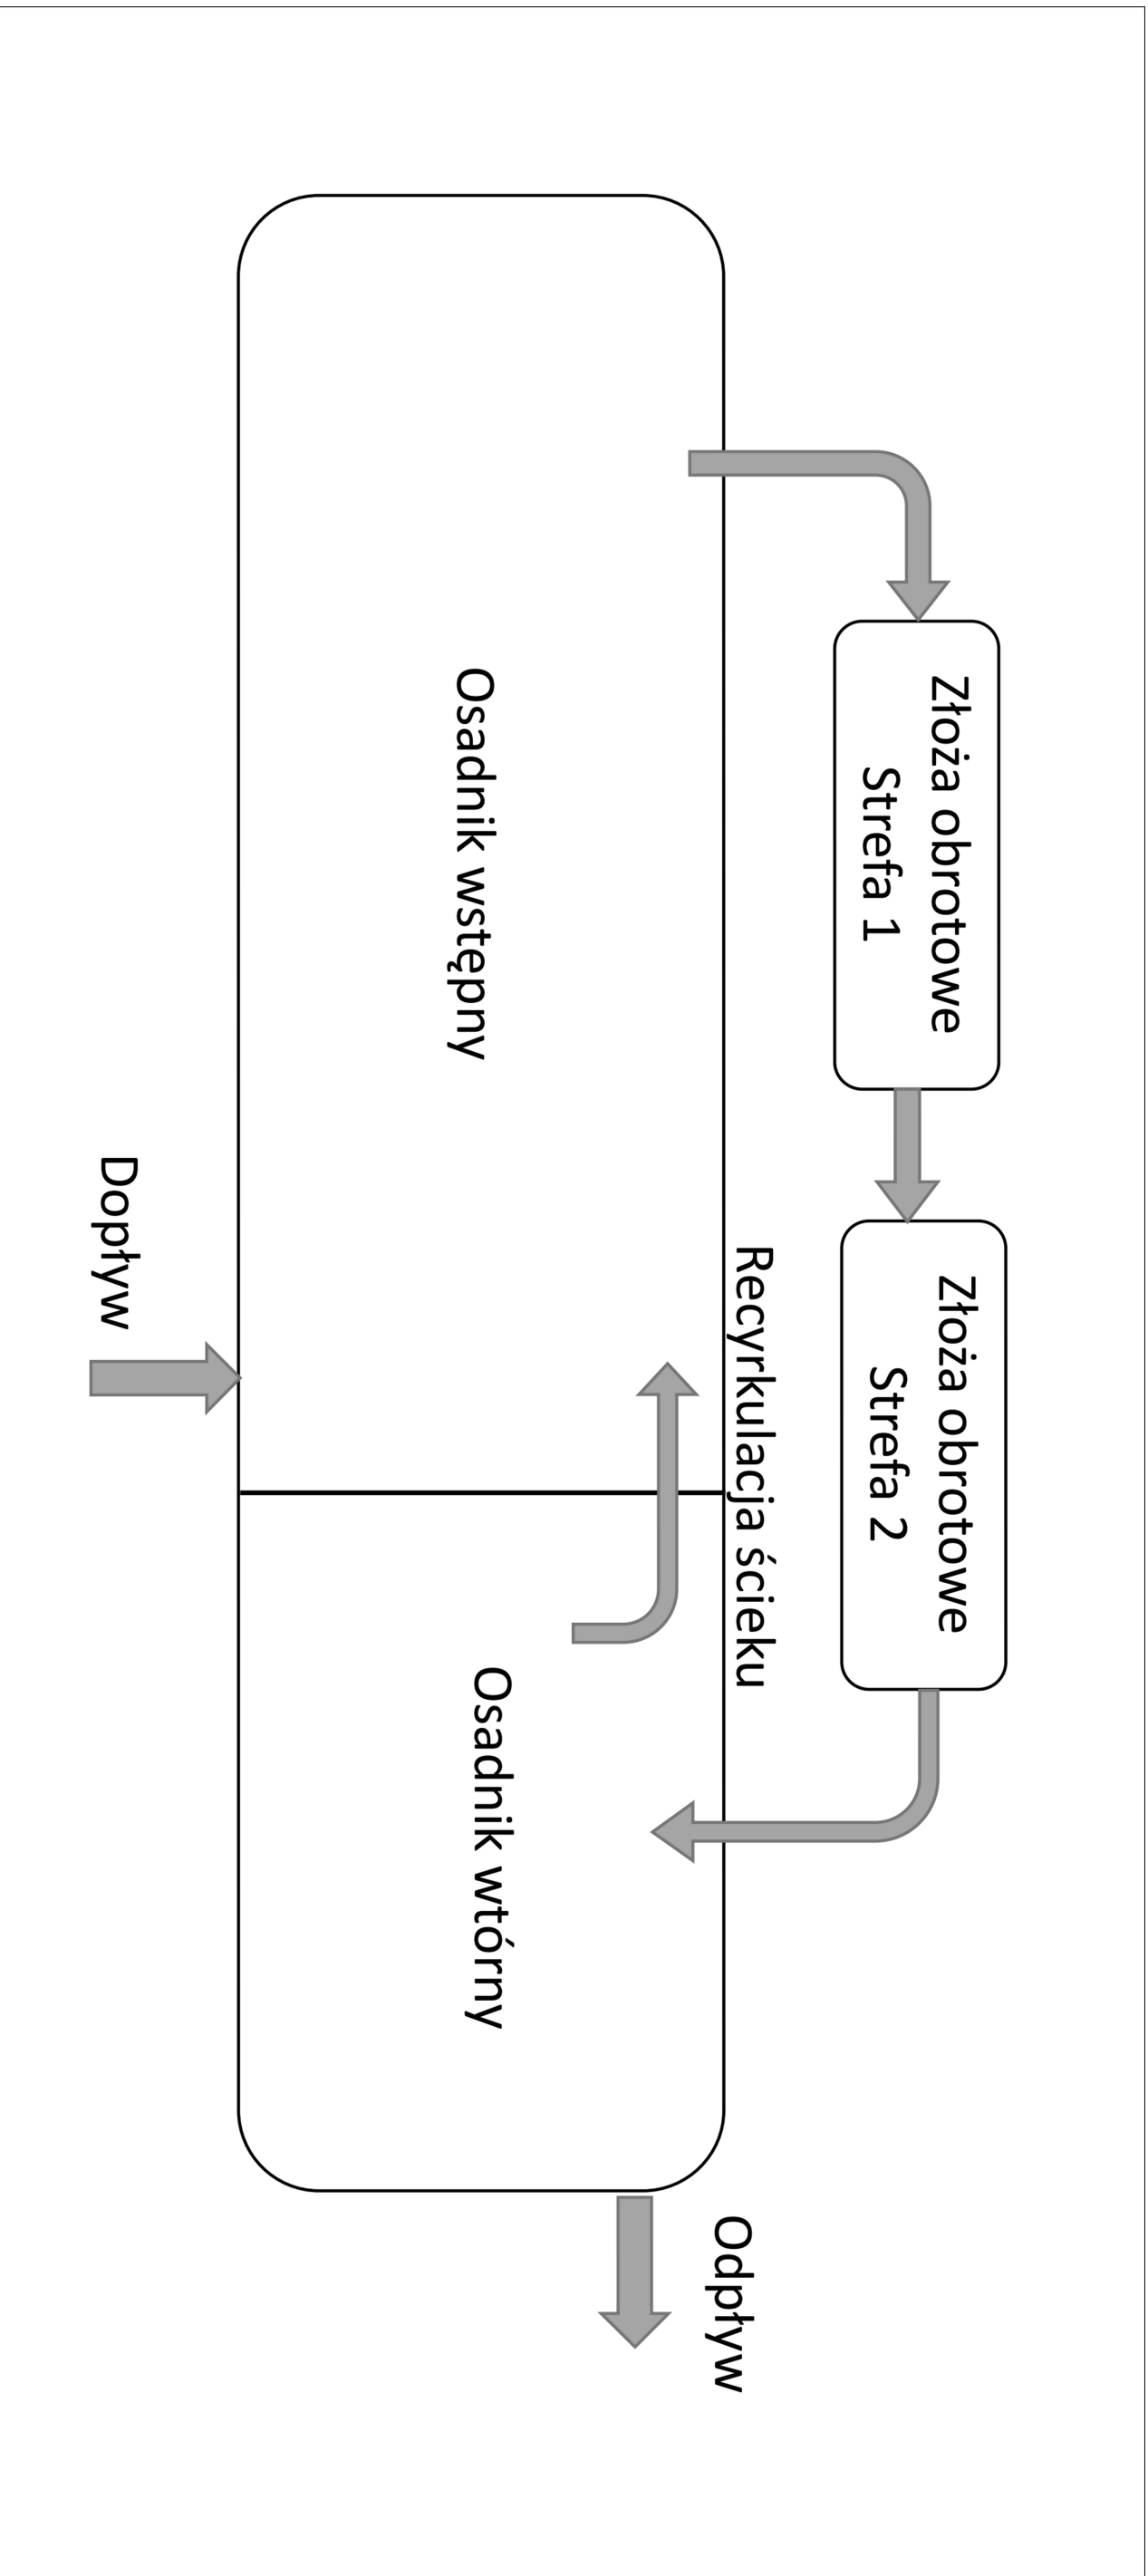 Złoża obrotowe
Strefa 1
Złoża obrotowe
Strefa 2
Recyrkulacja ścieku
Odpływ
Osadnik wstępny
Osadnik wtórny
Dopływ